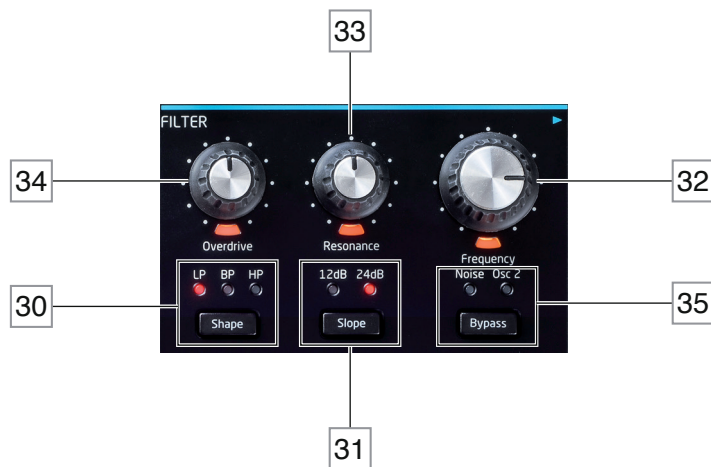 33
FILTER
34
32
Overdrive
Resonance
Frequency
LP BP HP
12dB 24dB
Noise Osc 2
30
35
Shape
Slope
Bypass
31